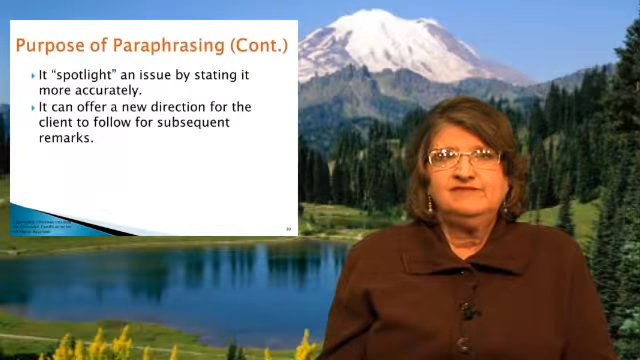 Purpose of Paraphrasing (Cont.)
It “spotlight” an issue by stating it
more accurately.
It can offer a new direction for the
client to follow for subsequent
remarks.